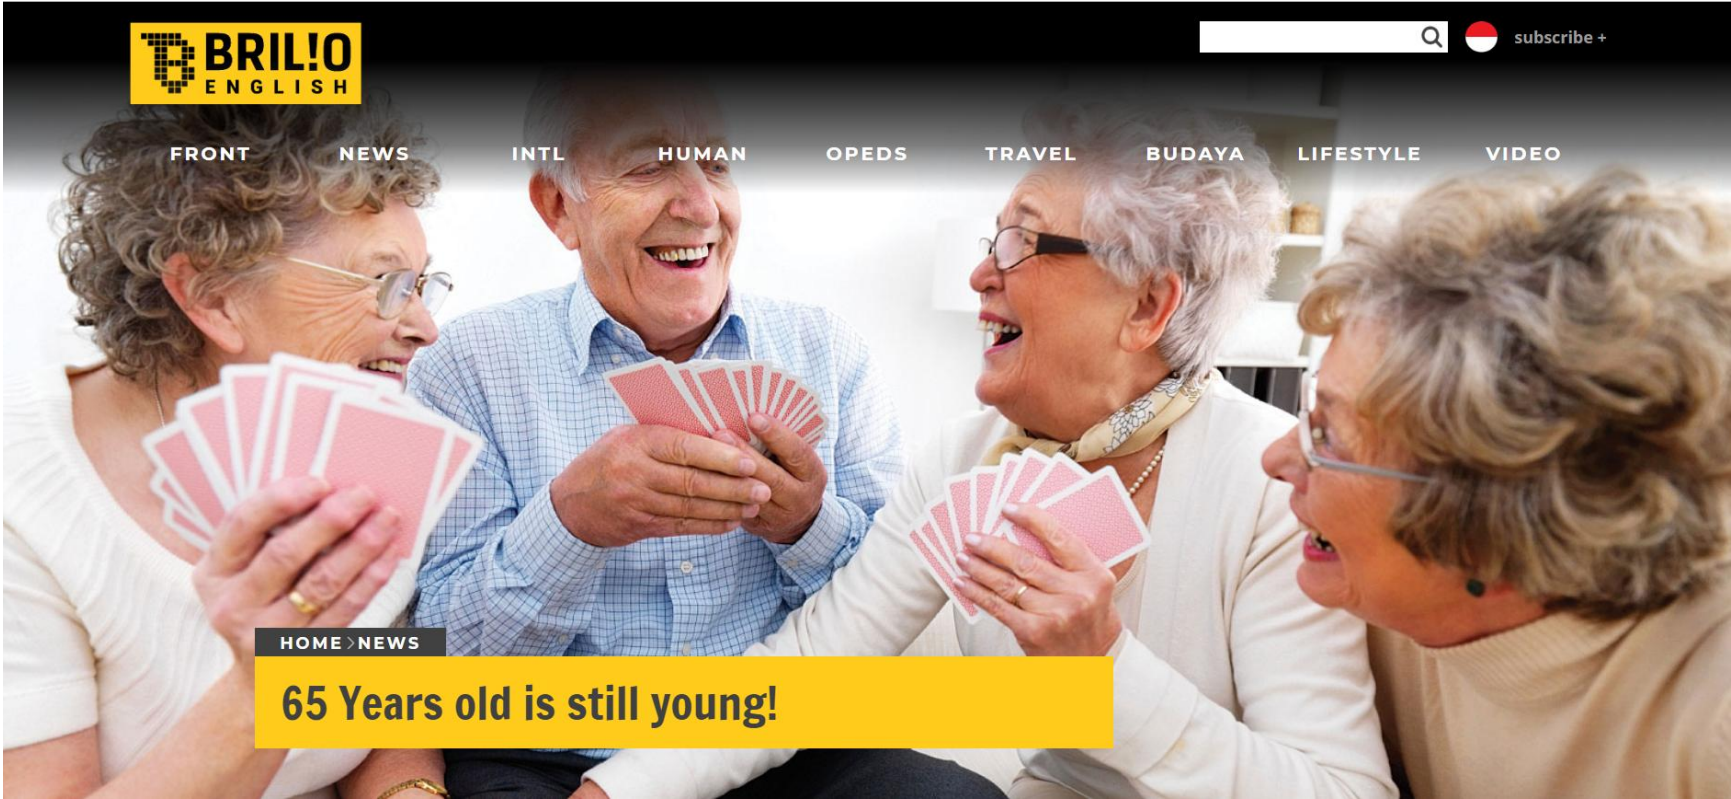 BRIL!O
ENGLISH
subscribe +
FRONT NEWS INTL HUMAN OPEDS TRAVEL BUDAYA LIFESTYLE VIDEO
HOME>NEWS
65 Years old is still young!